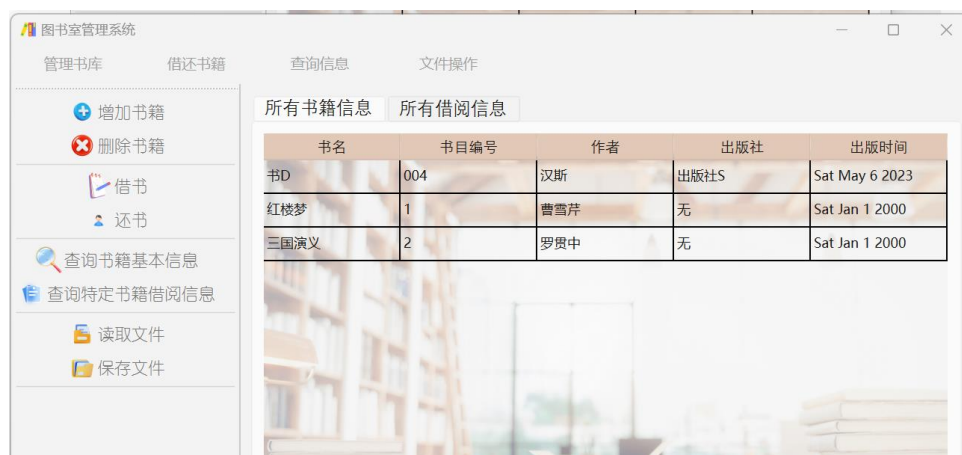 图书室管理系统
管理书库 借还书籍 查询信息 文件操作
增加书籍
删除书籍
借书
还书
查询书籍基本信息
查询特定书籍借阅信息
读取文件
保存文件
所有书籍信息 所有借阅信息
书名 书目编号 作者 出版社 出版时间
书D 004 汉斯 出版社S Sat May 6 2023
红楼梦 1 曹雪芹 无 Sat Jan 1 2000
三国演义 2 罗贯中 无 Sat Jan 1 2000